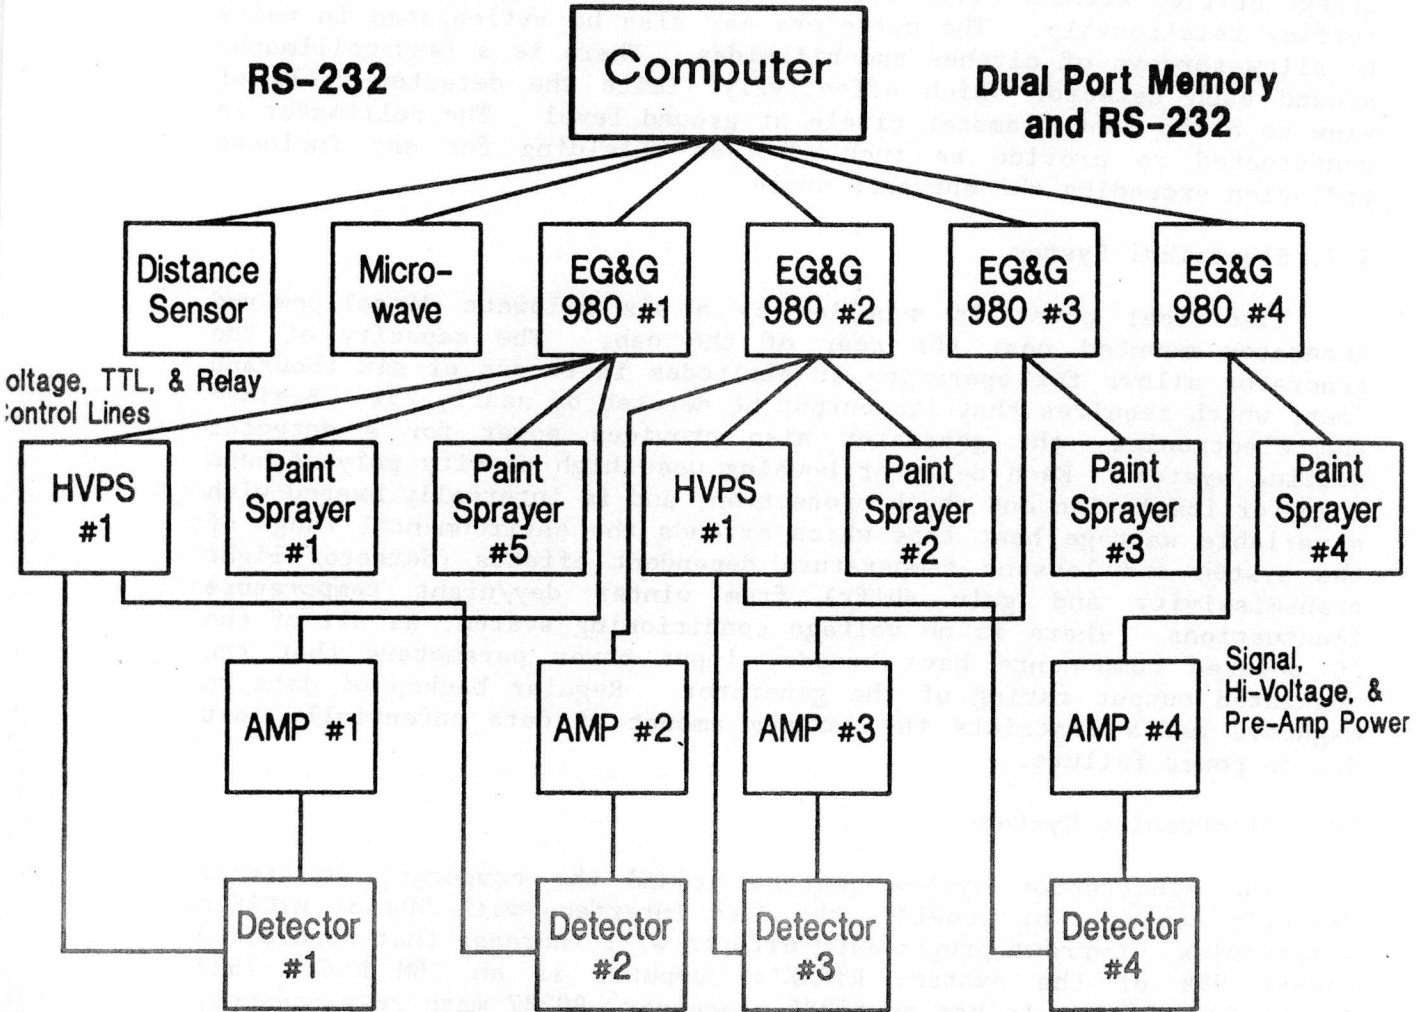 RS-232
Computer
Dual Port Memory
and RS-232
Distance
Sensor
Micro-
wave
EG&G
980 #1
EG&G
980 #2
EG&G
980 #3
EG&G
980 #4
oltage, TTL, & Relay
ontrol Lines
HVPS
#1
Paint
Sprayer
#1
Paint
Sprayer
#5
HVPS
#1
Paint
Sprayer
#2
Paint
Sprayer
#3
Paint
Sprayer
#4
AMP #1
AMP #2
AMP #3
AMP #4
Signal,
Hi-Voltage, &
Pre-Amp Power
Detector
#1
Detector
#2
Detector
#3
Detector
#4